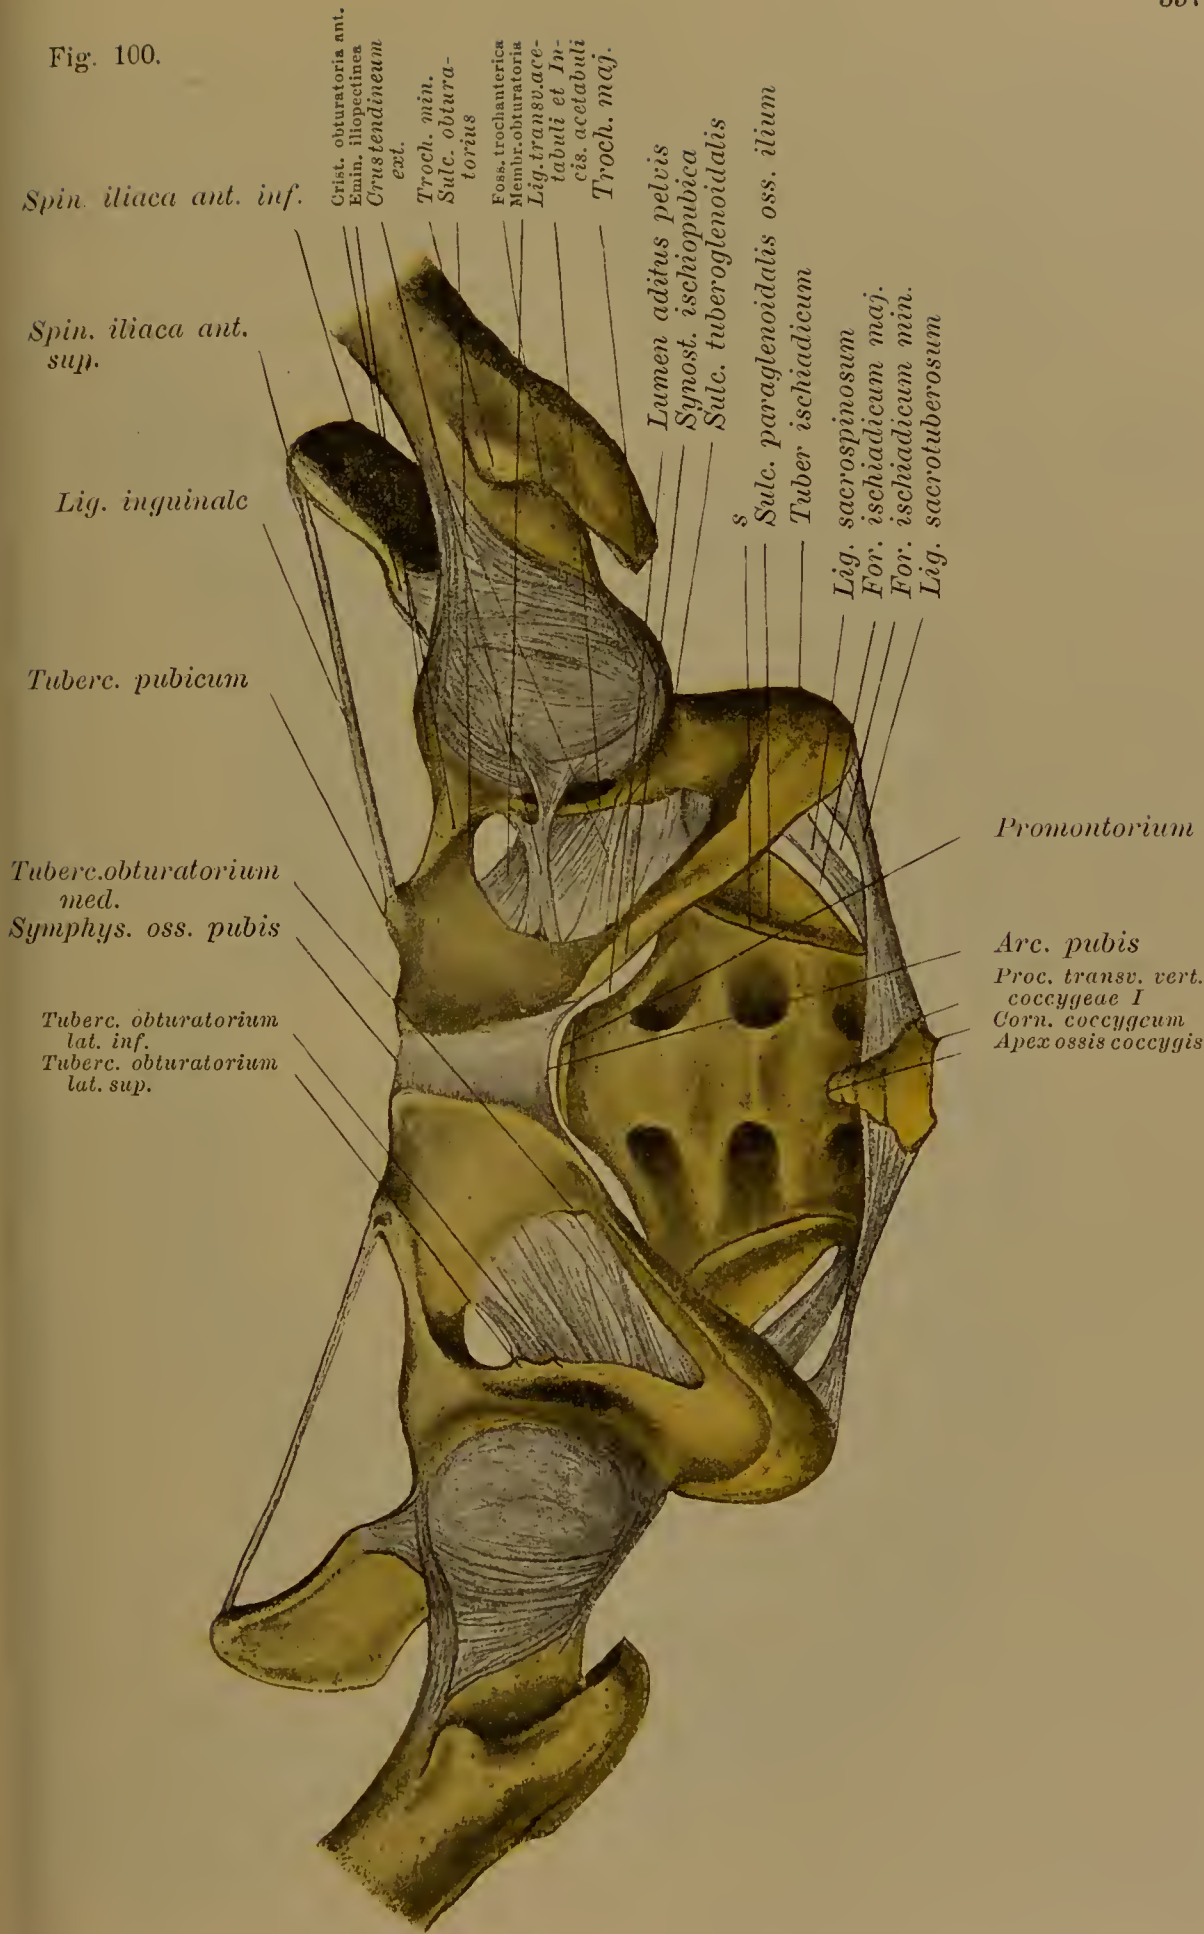 Fig. 100.
Spin. iliaca ant. inf.
Spin. iliaca ant.
sup.
Lig. inguinale
Tuberc. pubicum
Tuberc. obturatorium
med.
Symphys. oss. pubis
Tuberc. obturatorium
lat. inf.
Tuberc. obturatorium
lat. sup.
Crist. obturatoria ant.
Emin. iliopectinea
Crus tendineum
ext.
Troch. min.
Sulc. obtura-
torius
Foss. trochanterica
Membr. obturatoria
Lig. transv. ace-
tabuli et In-
cis. acetabuli
Troch. maj.
Lumen aditus pelvis
Synost. ischiopubica
Sulc. tuberoglenoidalis
s
Sulc. paraglenoidalis oss. ilium
Tuber ischiadicum
Lig. sacrospinosum
For. ischiadicum maj.
For. ischiadicum min.
Lig. sacrotuberosum
Promontorium
Arc. pubis
Proc. transv. vert.
coccygeae I
Corn. coccygeum
Apex ossis coccygis